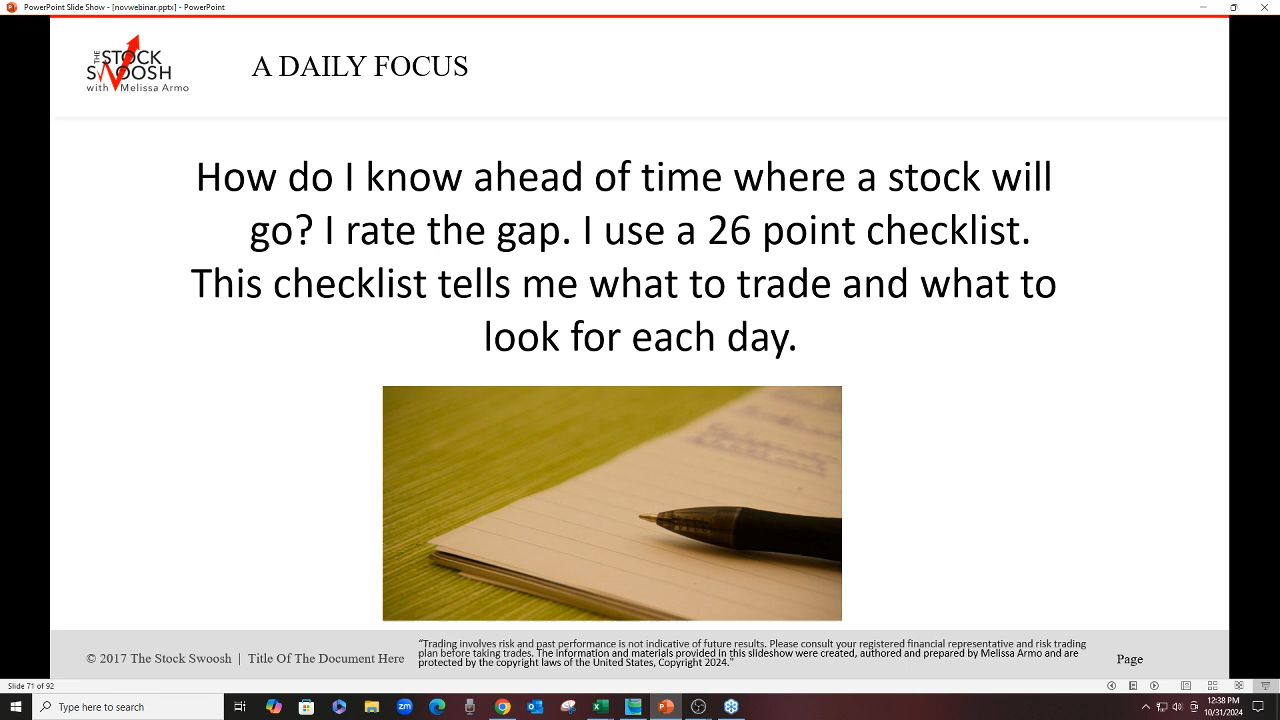 PowerPoint Slide Show - [novwebinar.pptx] - PowerPoint
THE STOCK
SWOOSH
with Melissa Armo
A DAILY FOCUS
How do I know ahead of time where a stock will
go? I rate the gap. I use a 26 point checklist.
This checklist tells me what to trade and what to
look for each day.
© 2017 The Stock Swoosh | Title Of The Document Here
“Trading involves risk and past performance is not indicative of future results. Please consult your registered financial representative and risk trading
plan before taking trades. The information and materials provided in this slideshow were created, authored and prepared by Melissa Armo and are
protected by the copyright laws of the United States, Copyright 2024."
Page
Slide 71 of 92
Type here to search
12:38 PM
10/31/2024